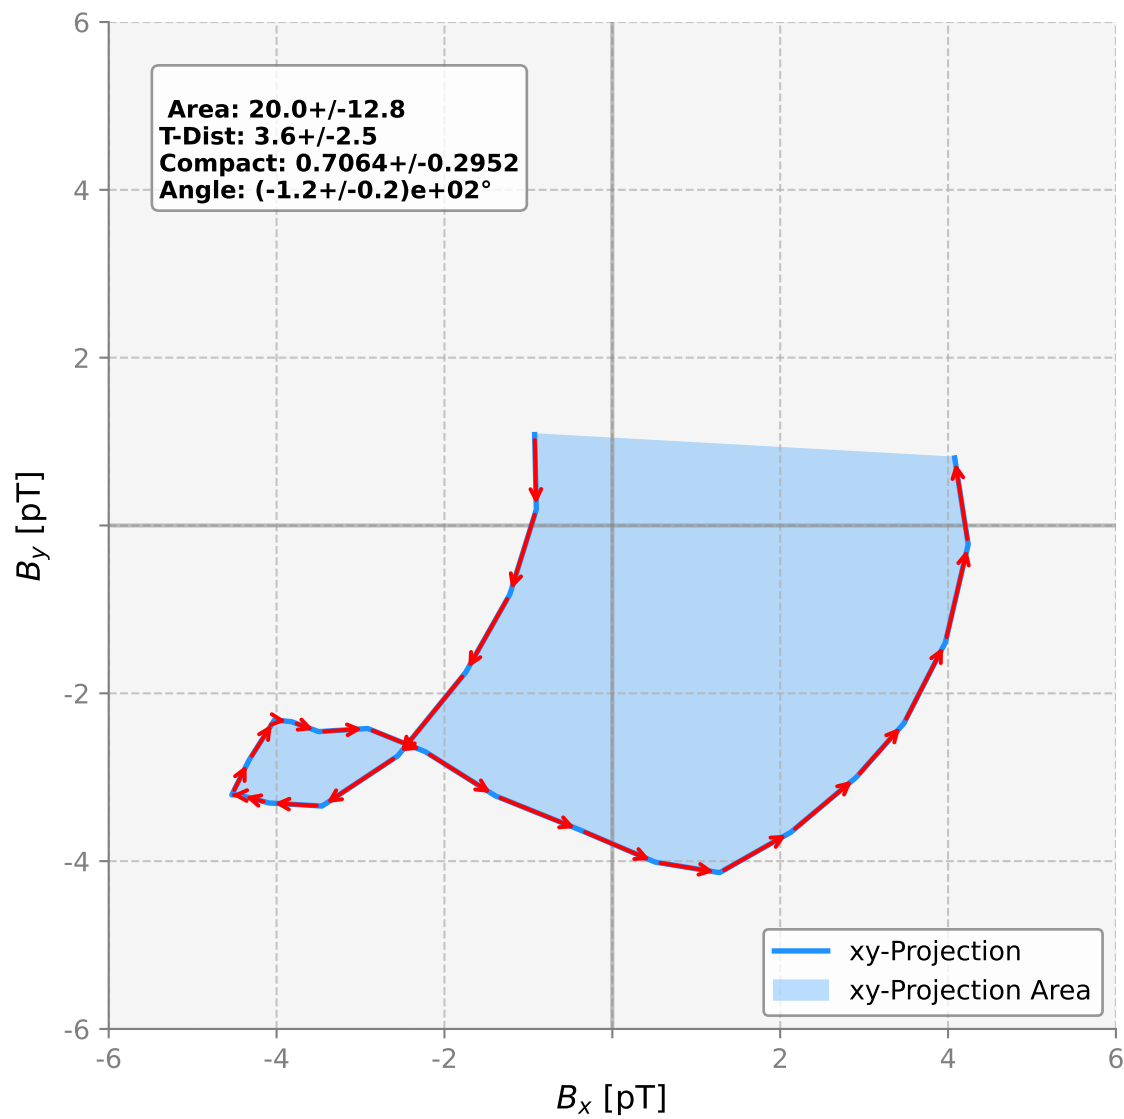 6
4
2
-2
-4
-6
Area: 20.0+/-12.8
T-Dist: 3.6+/-2.5
Compact: 0.7064+/-0.2952
Angle: (-1.2+/-0.2)e+02°
B_y [pT]
xy-Projection
xy-Projection Area
-6 -4 -2 2 4 6
B_x [pT]